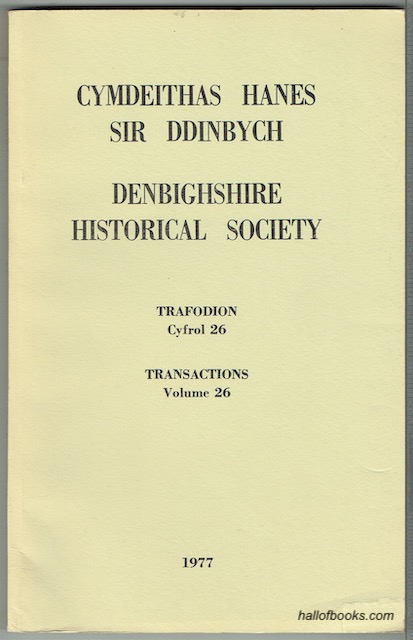 CYMDEITHAS HANES
SIR DDINBYCH
DENBIGHSHIRE
HISTORICAL SOCIETY
TRAFODION
Cyfrol 26
TRANSACTIONS
Volume 26
1977
hallofbooks.com